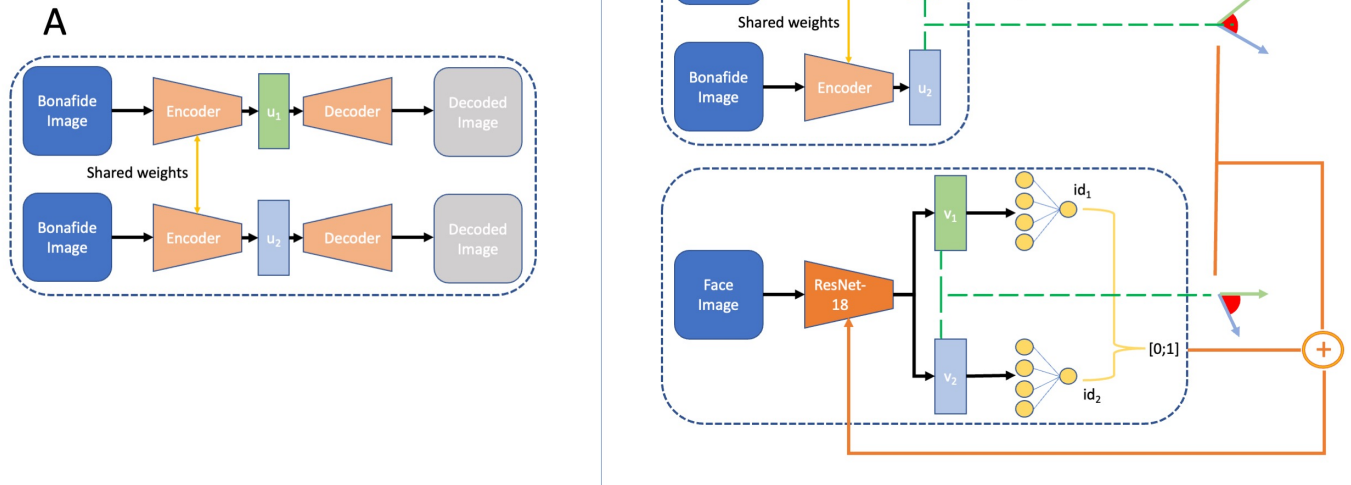 A
Bonafide
Image
Encoder
u1
Decoder
Decoded
Image
Shared weights
Bonafide
Image
Encoder
u2
Decoder
Decoded
Image
Shared weights
Bonafide
Image
Encoder
u2
Face
Image
ResNet-
18
v1
id1
v2
id2
[0;1]
+